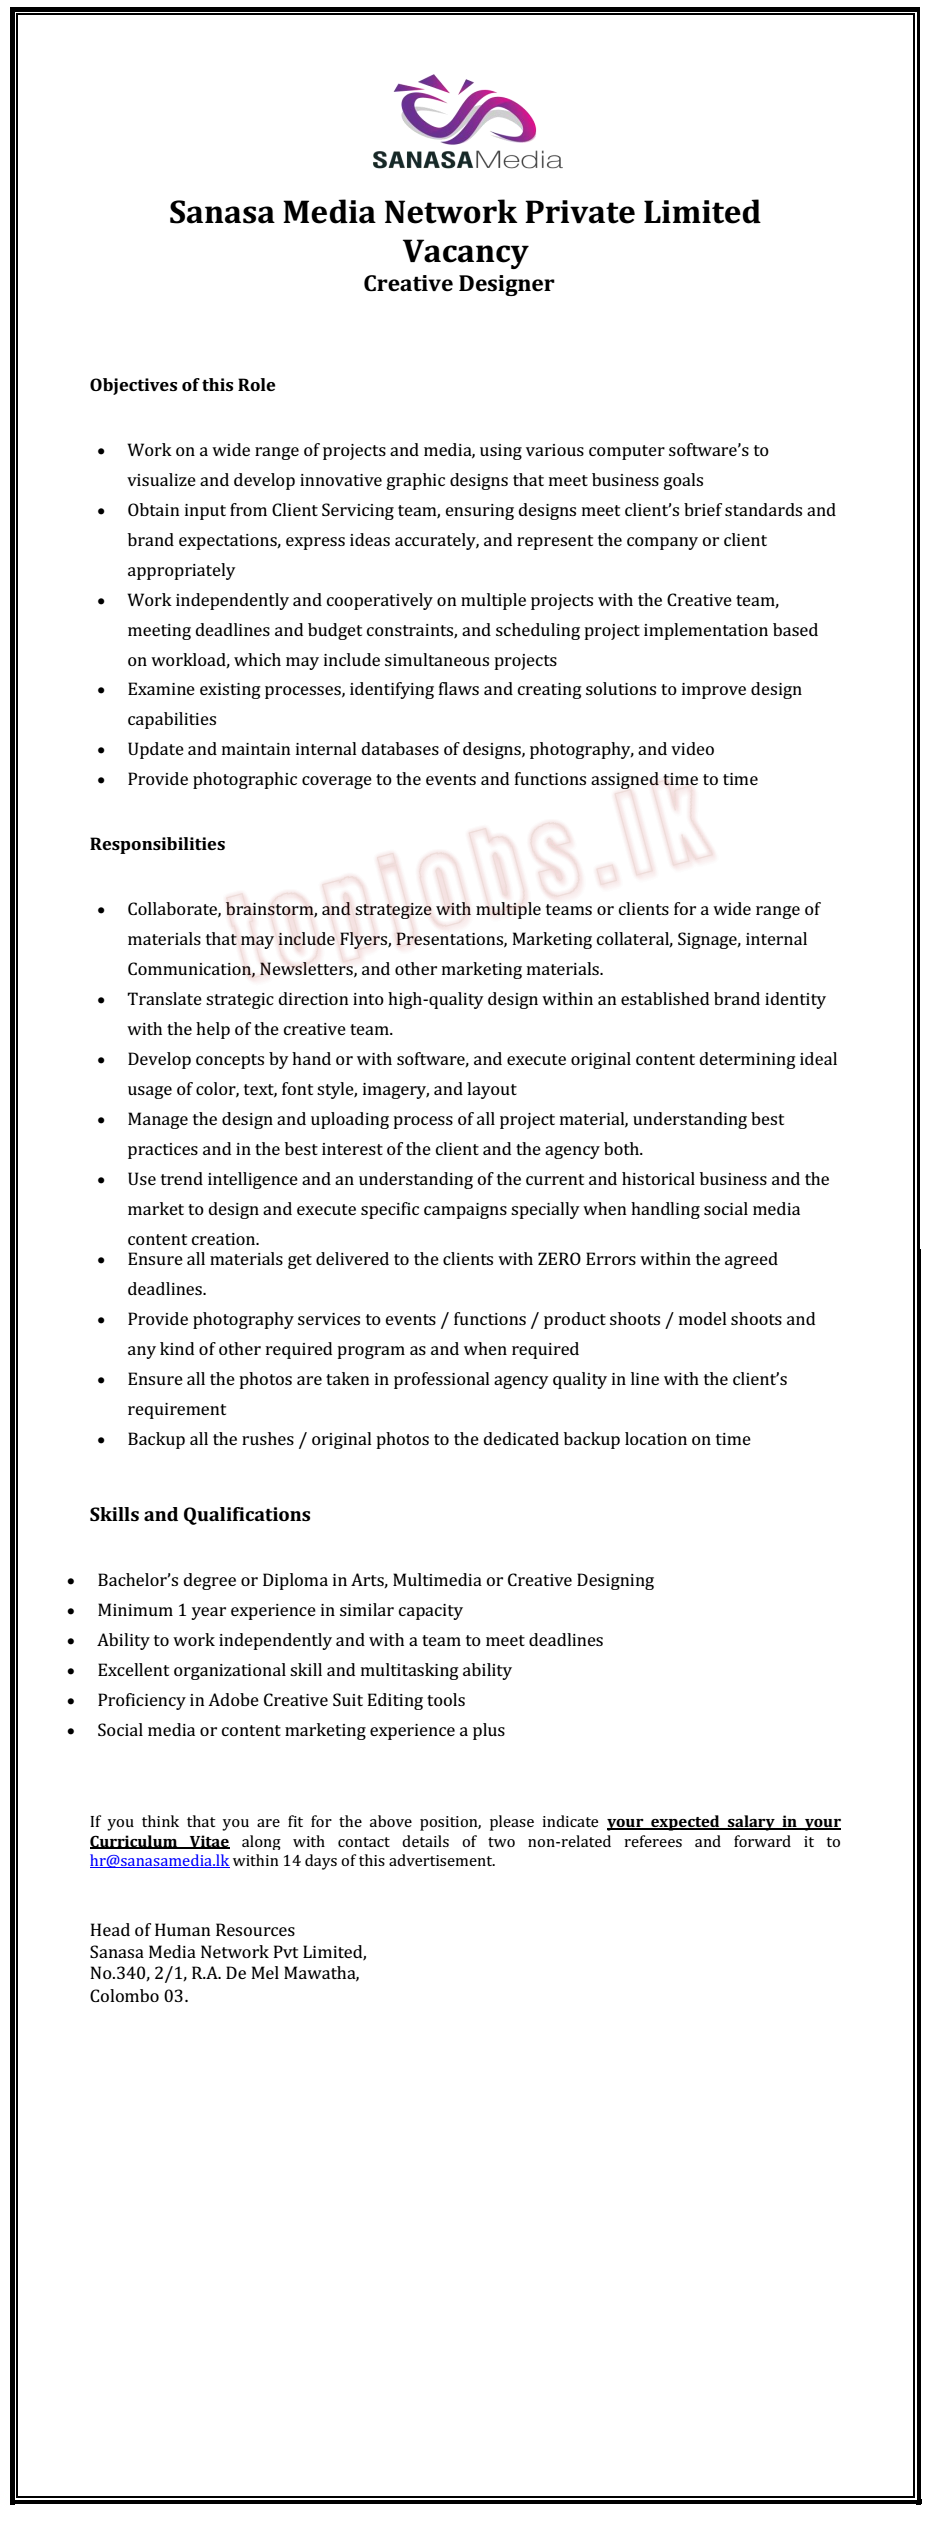 SANASAMedia
Sanasa Media Network Private Limited
Vacancy
Creative Designer
Objectives of this Role
• Work on a wide range of projects and media, using various computer software’s to
visualize and develop innovative graphic designs that meet business goals
• Obtain input from Client Servicing team, ensuring designs meet client’s brief standards and
brand expectations, express ideas accurately, and represent the company or client
appropriately
• Work independently and cooperatively on multiple projects with the Creative team,
meeting deadlines and budget constraints, and scheduling project implementation based
on workload, which may include simultaneous projects
• Examine existing processes, identifying flaws and creating solutions to improve design
capabilities
• Update and maintain internal databases of designs, photography, and video
• Provide photographic coverage to the events and functions assigned time to time
topjobs.lk
Responsibilities
• Collaborate, brainstorm, and strategize with multiple teams or clients for a wide range of
materials that may include Flyers, Presentations, Marketing collateral, Signage, internal
Communication, Newsletters, and other marketing materials.
• Translate strategic direction into high-quality design within an established brand identity
with the help of the creative team.
• Develop concepts by hand or with software, and execute original content determining ideal
usage of color, text, font style, imagery, and layout
• Manage the design and uploading process of all project material, understanding best
practices and in the best interest of the client and the agency both.
• Use trend intelligence and an understanding of the current and historical business and the
market to design and execute specific campaigns specially when handling social media
content creation.
• Ensure all materials get delivered to the clients with ZERO Errors within the agreed
deadlines.
• Provide photography services to events / functions / product shoots / model shoots and
any kind of other required program as and when required
• Ensure all the photos are taken in professional agency quality in line with the client’s
requirement
• Backup all the rushes / original photos to the dedicated backup location on time
Skills and Qualifications
• Bachelor’s degree or Diploma in Arts, Multimedia or Creative Designing
• Minimum 1 year experience in similar capacity
• Ability to work independently and with a team to meet deadlines
• Excellent organizational skill and multitasking ability
• Proficiency in Adobe Creative Suit Editing tools
• Social media or content marketing experience a plus
If you think that you are fit for the above position, please indicate your expected salary in your
Curriculum Vitae along with contact details of two non-related referees and forward it to
hr@sanasamedia.lk within 14 days of this advertisement.
Head of Human Resources
Sanasa Media Network Pvt Limited,
No.340, 2/1, R.A. De Mel Mawatha,
Colombo 03.